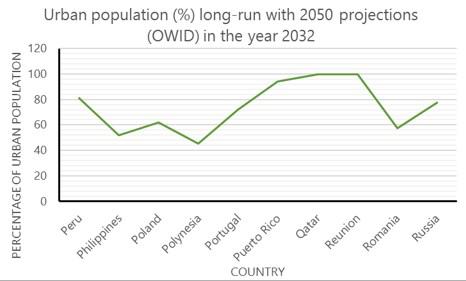 Urban population (%) long-run with 2050 projections
(OWID) in the year 2032
PERCENTAGE OF URBAN POPULATION
120
100
80
60
40
20
0
Peru
Philippines
Poland
Polynesia
Portugal
Puerto Rico
Qatar
Reunion
Romania
Russia
COUNTRY